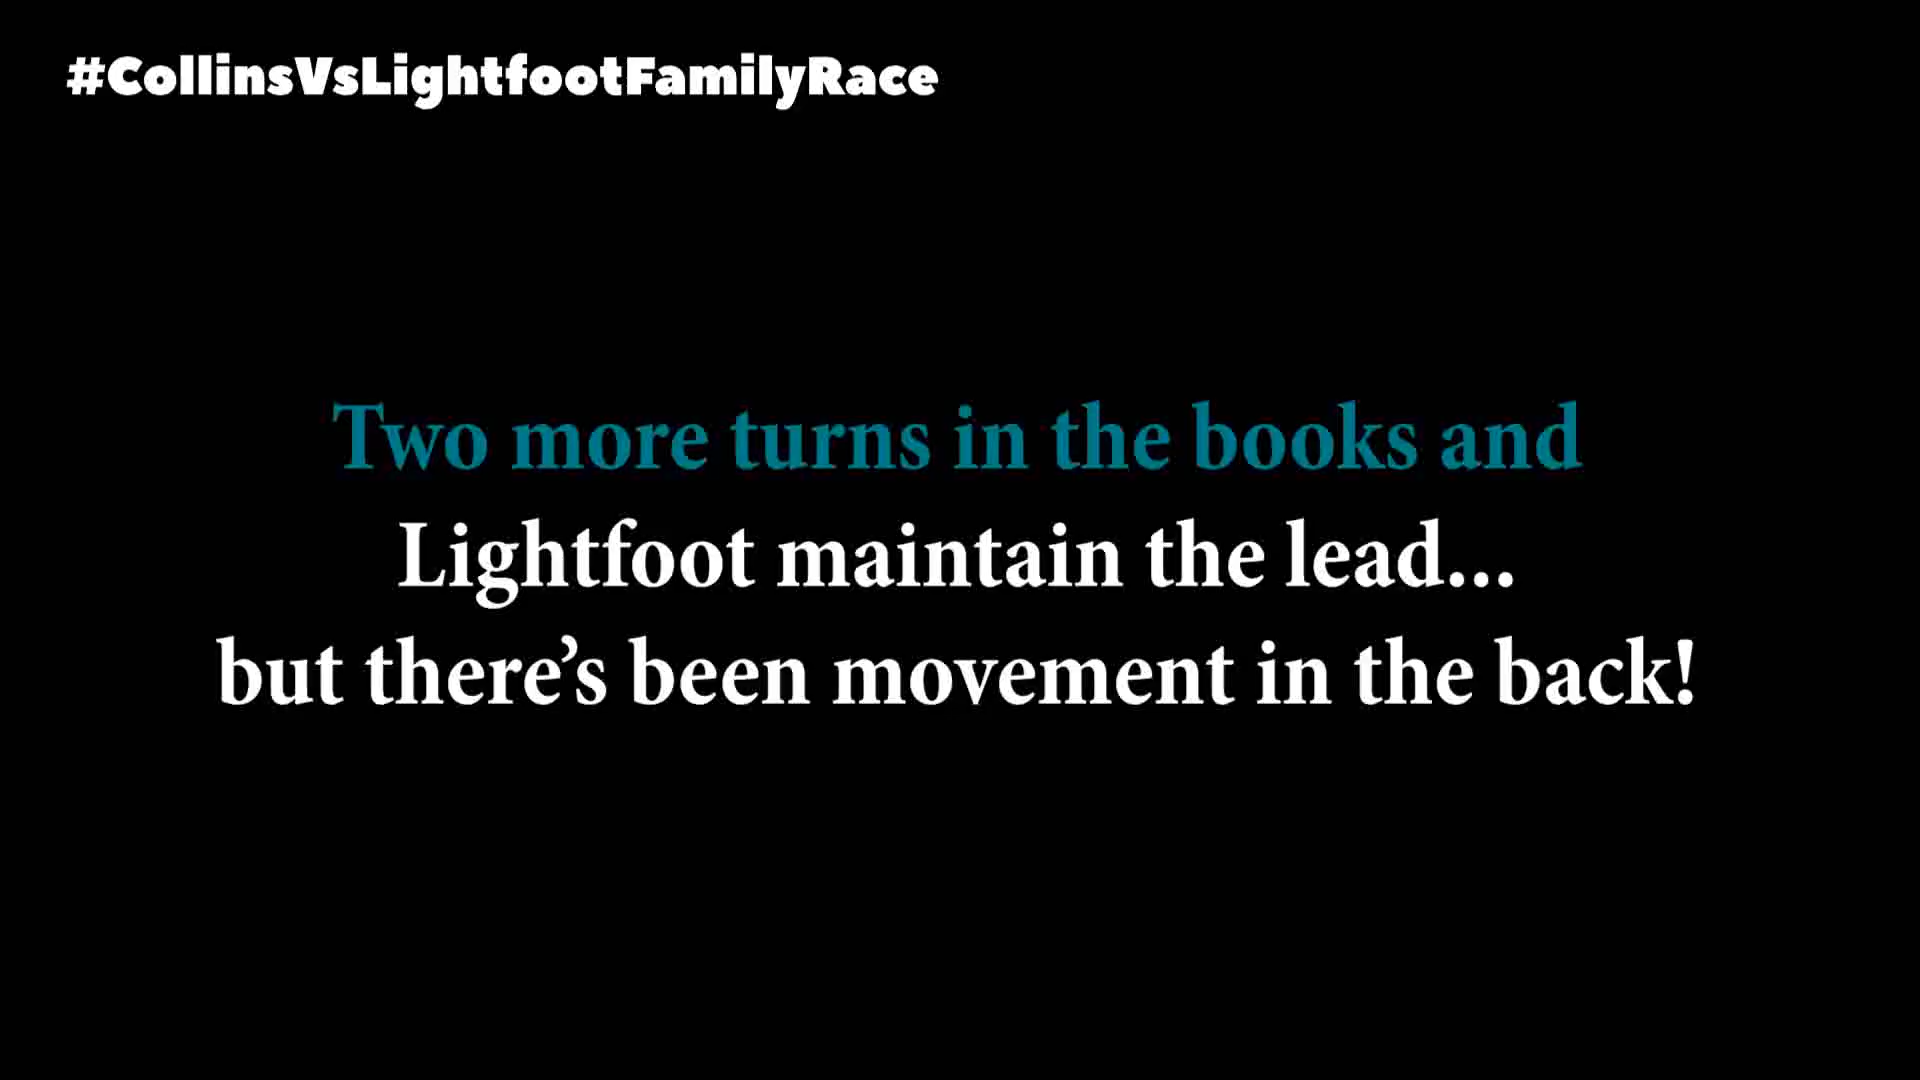 #CollinsVsLightfootFamilyRace
Two more turns in the books and
Lightfoot maintain the lead...
but there’s been movement in the back!